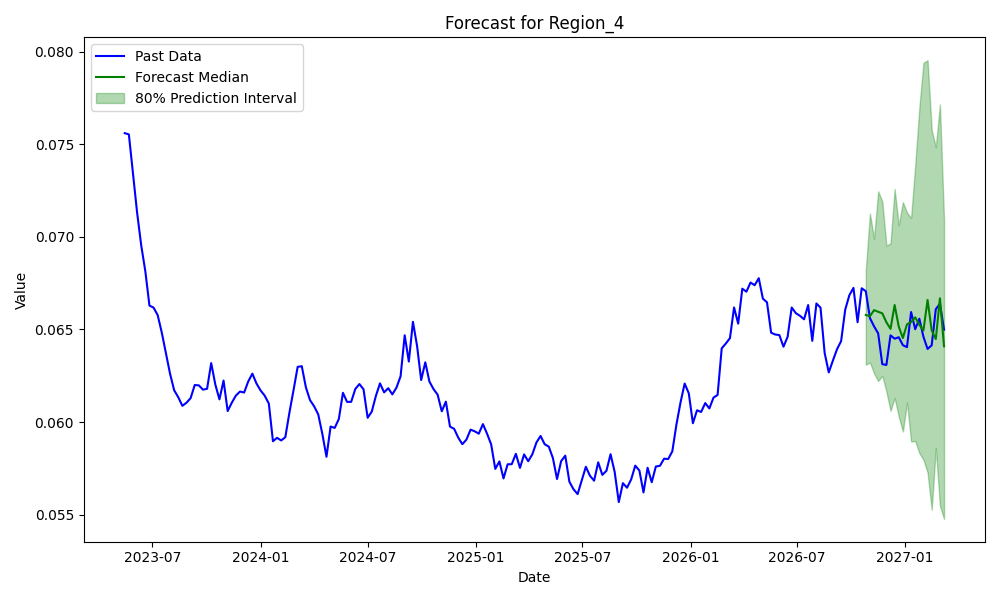 Forecast for Region_4
Past Data
Forecast Median
80% Prediction Interval
Value
0.080
0.075
0.070
0.065
0.060
0.055
2023-07
2024-01
2024-07
2025-01
2025-07
2026-01
2026-07
2027-01
Date